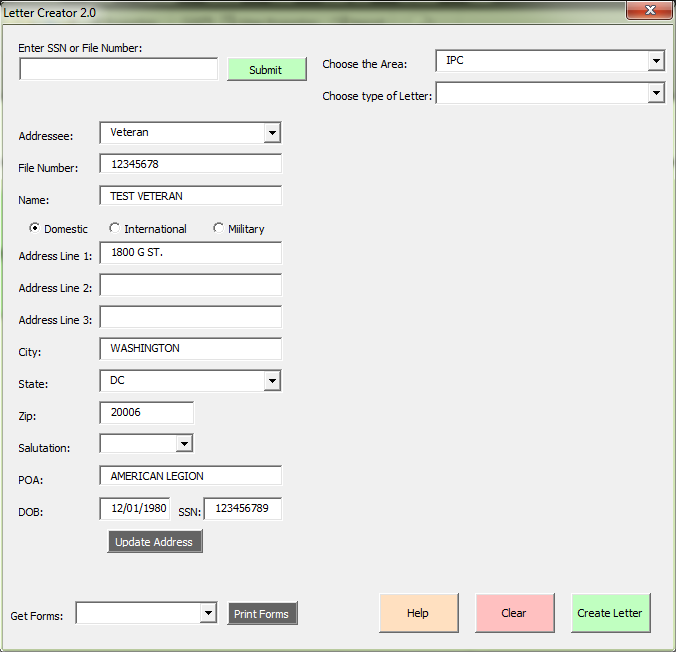 Letter Creator 2.0
X
Enter SSN or File Number:
Submit
Choose the Area: IPC
Choose type of Letter:
Addressee: Veteran
File Number: 12345678
Name: TEST VETERAN
Domestic International Miilitary
Address Line 1: 1800 G ST.
Address Line 2:
Address Line 3:
City: WASHINGTON
State: DC
Zip: 20006
Salutation:
POA: AMERICAN LEGION
DOB: 12/01/1980 SSN: 123456789
Update Address
Get Forms: Print Forms Help Clear Create Letter